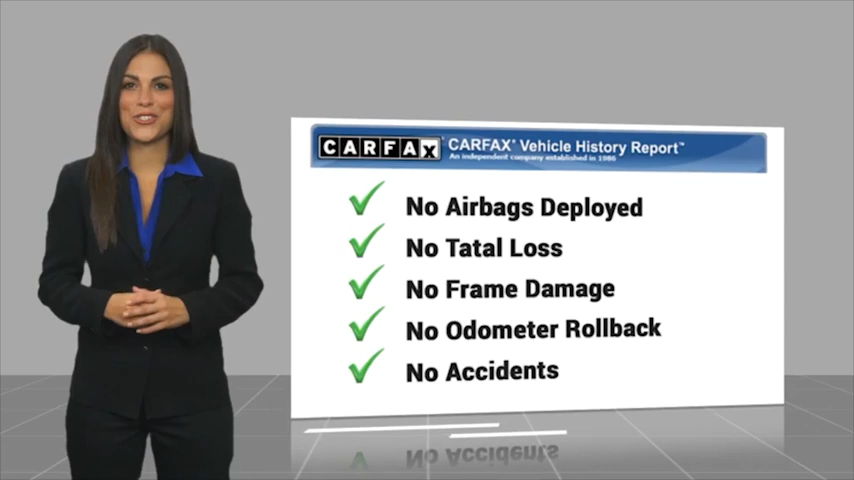 CARFAX CARFAX® Vehicle History Report™
An independent company established in 1986
No Airbags Deployed
No Tatal Loss
No Frame Damage
No Odometer Rollback
No Accidents
No Accidents